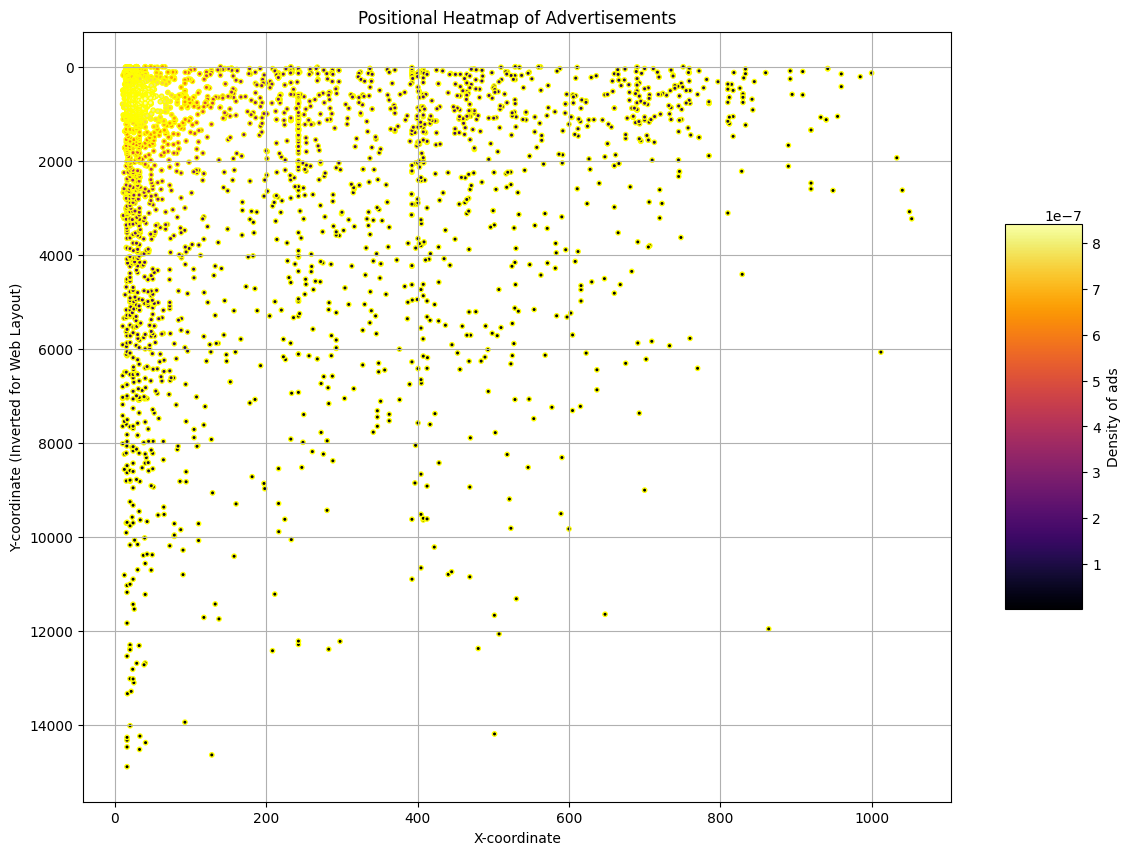 Positional Heatmap of Advertisements
0
2000
4000
6000
8000
10000
12000
14000
Y-coordinate (Inverted for Web Layout)
0 200 400 600 800 1000
X-coordinate
1e−7
8
7
6
5
4
3
2
1
Density of ads